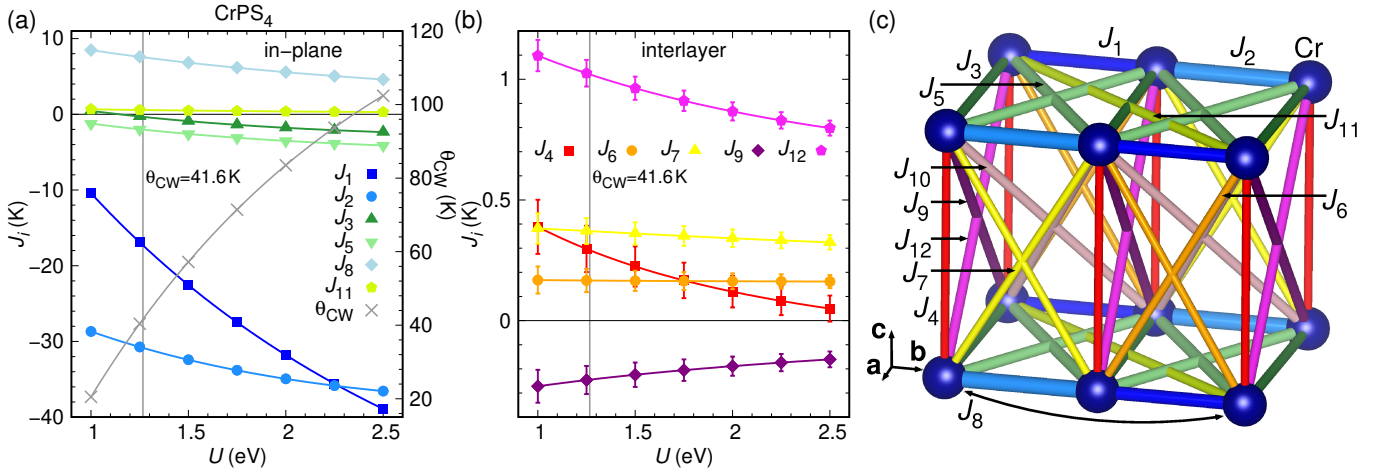 (a)
CrPS4
in-plane
10
0
−10
−20
−30
−40
Ji (K)
120
100
80
60
40
20
θCW (K)
θCW=41.6K
J1
J2
J3
J5
J8
J11
θCW
1
1.5
2
2.5
U (eV)
(b)
interlayer
1
0.5
0
Ji (K)
J4 J6 J7 J9 J12
θCW=41.6K
1
1.5
2
2.5
U (eV)
(c)
J1
J2
Cr
J3
J5
J11
J10
J9
J6
J12
J7
J4
c
a
b
J8